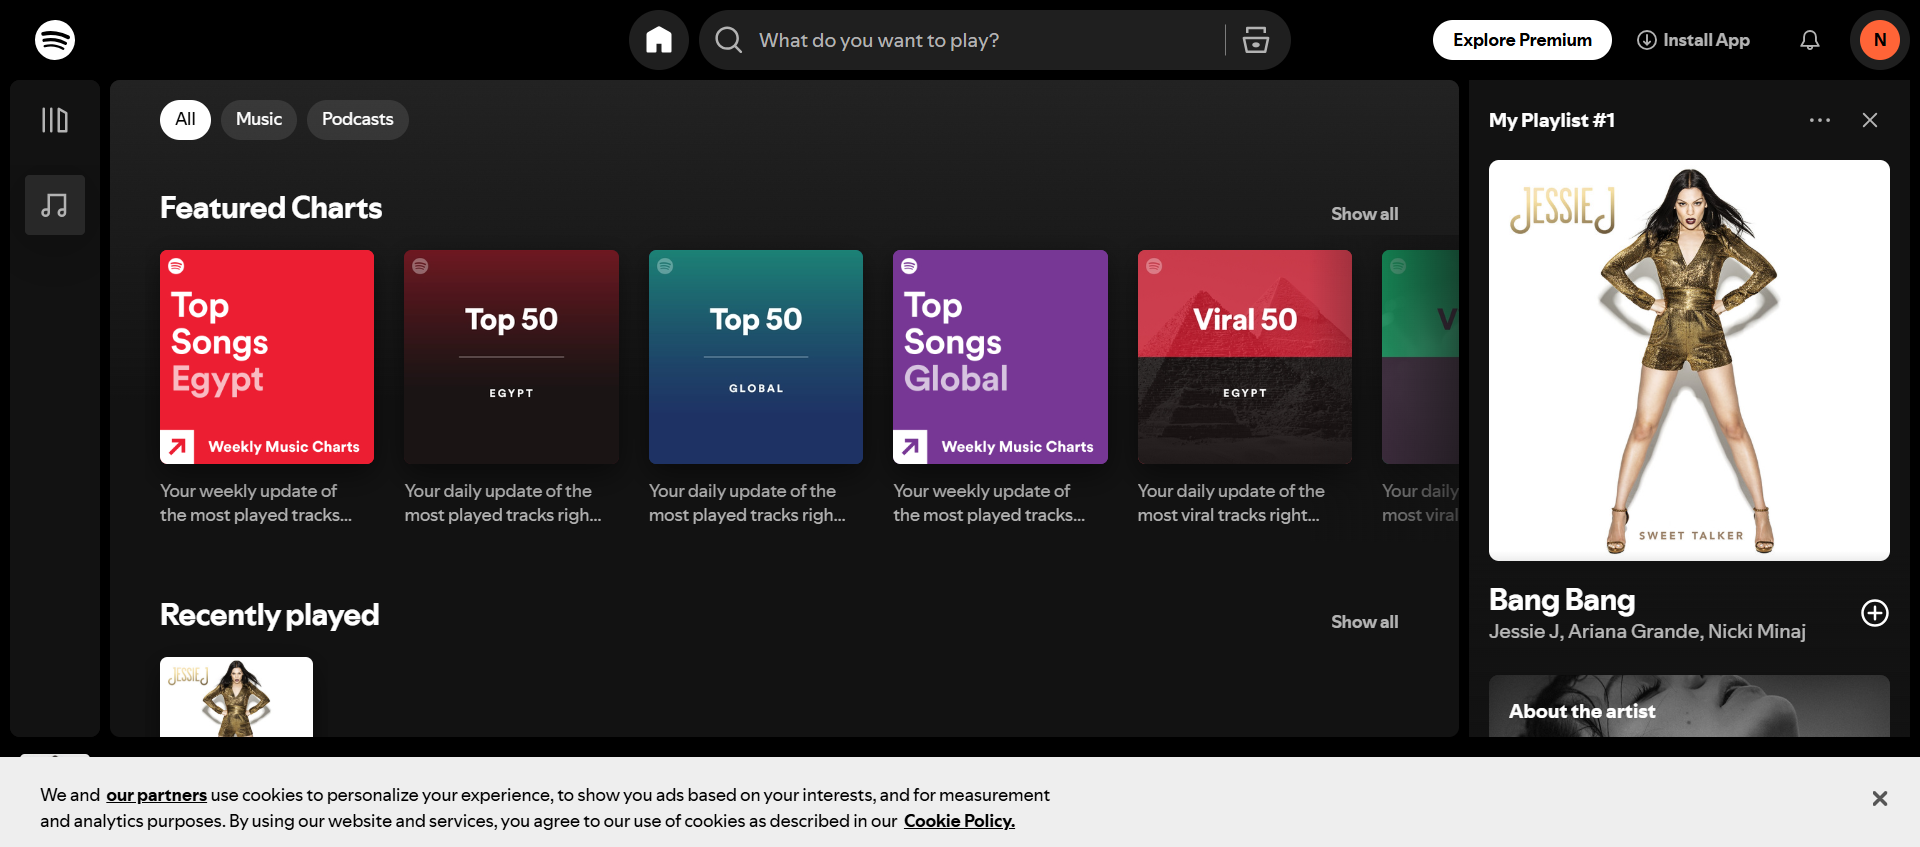 What do you want to play?
Explore Premium
Install App
N
All
Music
Podcasts
Featured Charts
Show all
Top
Songs
Egypt
Weekly Music Charts
Your weekly update of
the most played tracks...
Top 50
EGYPT
Your daily update of the
most played tracks righ...
Top 50
GLOBAL
Your daily update of the
most played tracks righ...
Top
Songs
Global
Weekly Music Charts
Your weekly update of
the most played tracks...
Viral 50
EGYPT
Your daily update of the
most viral tracks right...
V
Your daily
most viral
Recently played
Show all
JESSIE J
My Playlist #1
JESSIE J
SWEET TALKER
Bang Bang
Jessie J, Ariana Grande, Nicki Minaj
About the artist
We and our partners use cookies to personalize your experience, to show you ads based on your interests, and for measurement
and analytics purposes. By using our website and services, you agree to our use of cookies as described in our Cookie Policy.